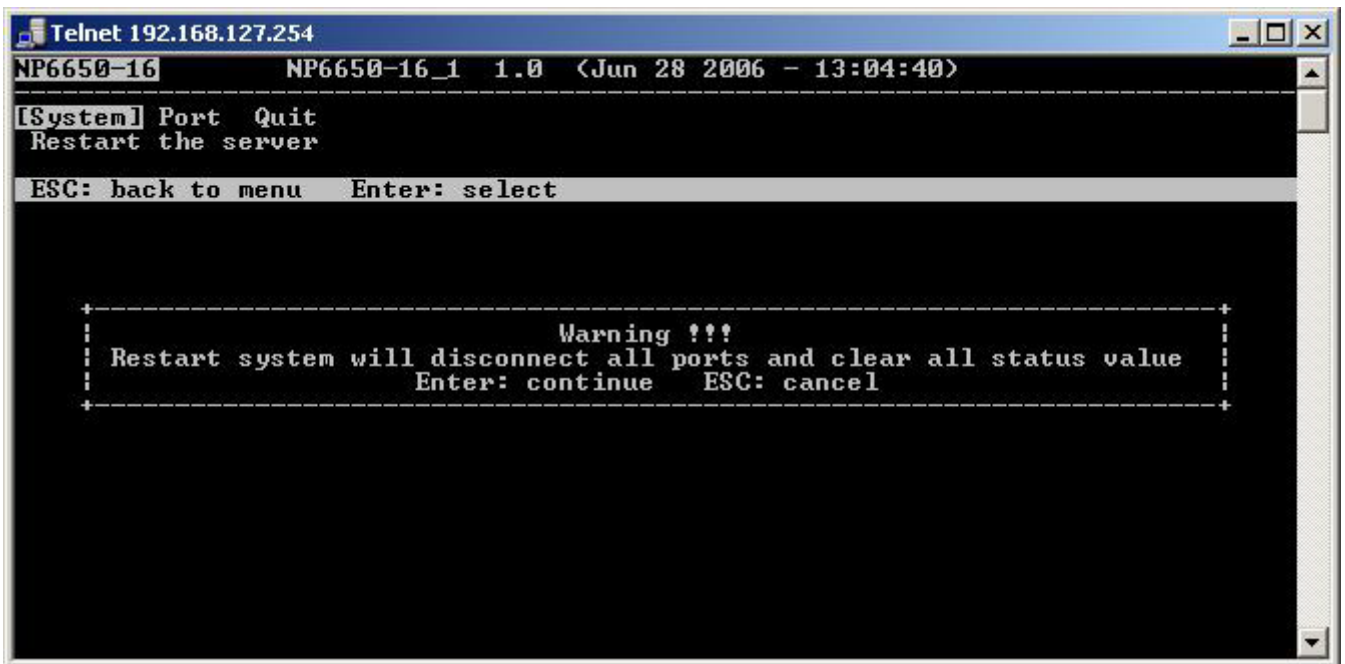 Telnet 192.168.127.254
NP6650-16 NP6650-16_1 1.0 (Jun 28 2006 - 13:04:40)
[System] Port Quit
Restart the server
ESC: back to menu Enter: select
Warning !!!
Restart system will disconnect all ports and clear all status value
Enter: continue ESC: cancel